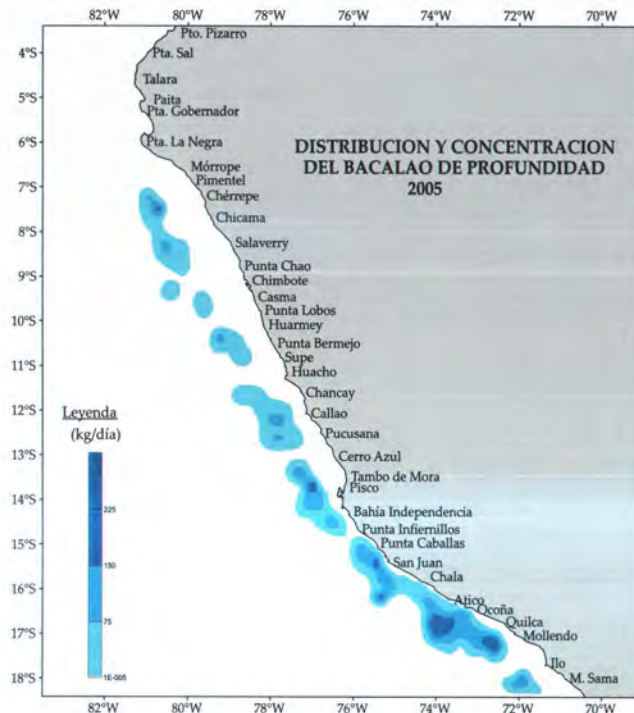 82°W 80°W 78°W 76°W 74°W 72°W 70°W
4°S
5°S
6°S
7°S
8°S
9°S
10°S
11°S
12°S
13°S
14°S
15°S
16°S
17°S
18°S
Pto. Pizarro
Pta. Sal
Talara
Paita
Pta. Gobernador
Pta. La Negra
DISTRIBUCION Y CONCENTRACION
DEL BACALAO DE PROFUNDIDAD
2005
Mórrope
Pimentel
Chérrepe
Chicama
Salaverry
Punta Chao
Chimbote
Casma
Punta Lobos
Huarmey
Punta Bermejo
Supe
Huacho
Chancay
Callao
Pucusana
Cerro Azul
Tambo de Mora
Pisco
Bahía Independencia
Punta Infiernillos
Punta Caballas
San Juan
Chala
Atico
Ocoña
Quilca
Mollendo
Ilo
M. Sama
Leyenda
(kg/día)
225
150
75
1E-005
82°W 80°W 78°W 76°W 74°W 72°W 70°W